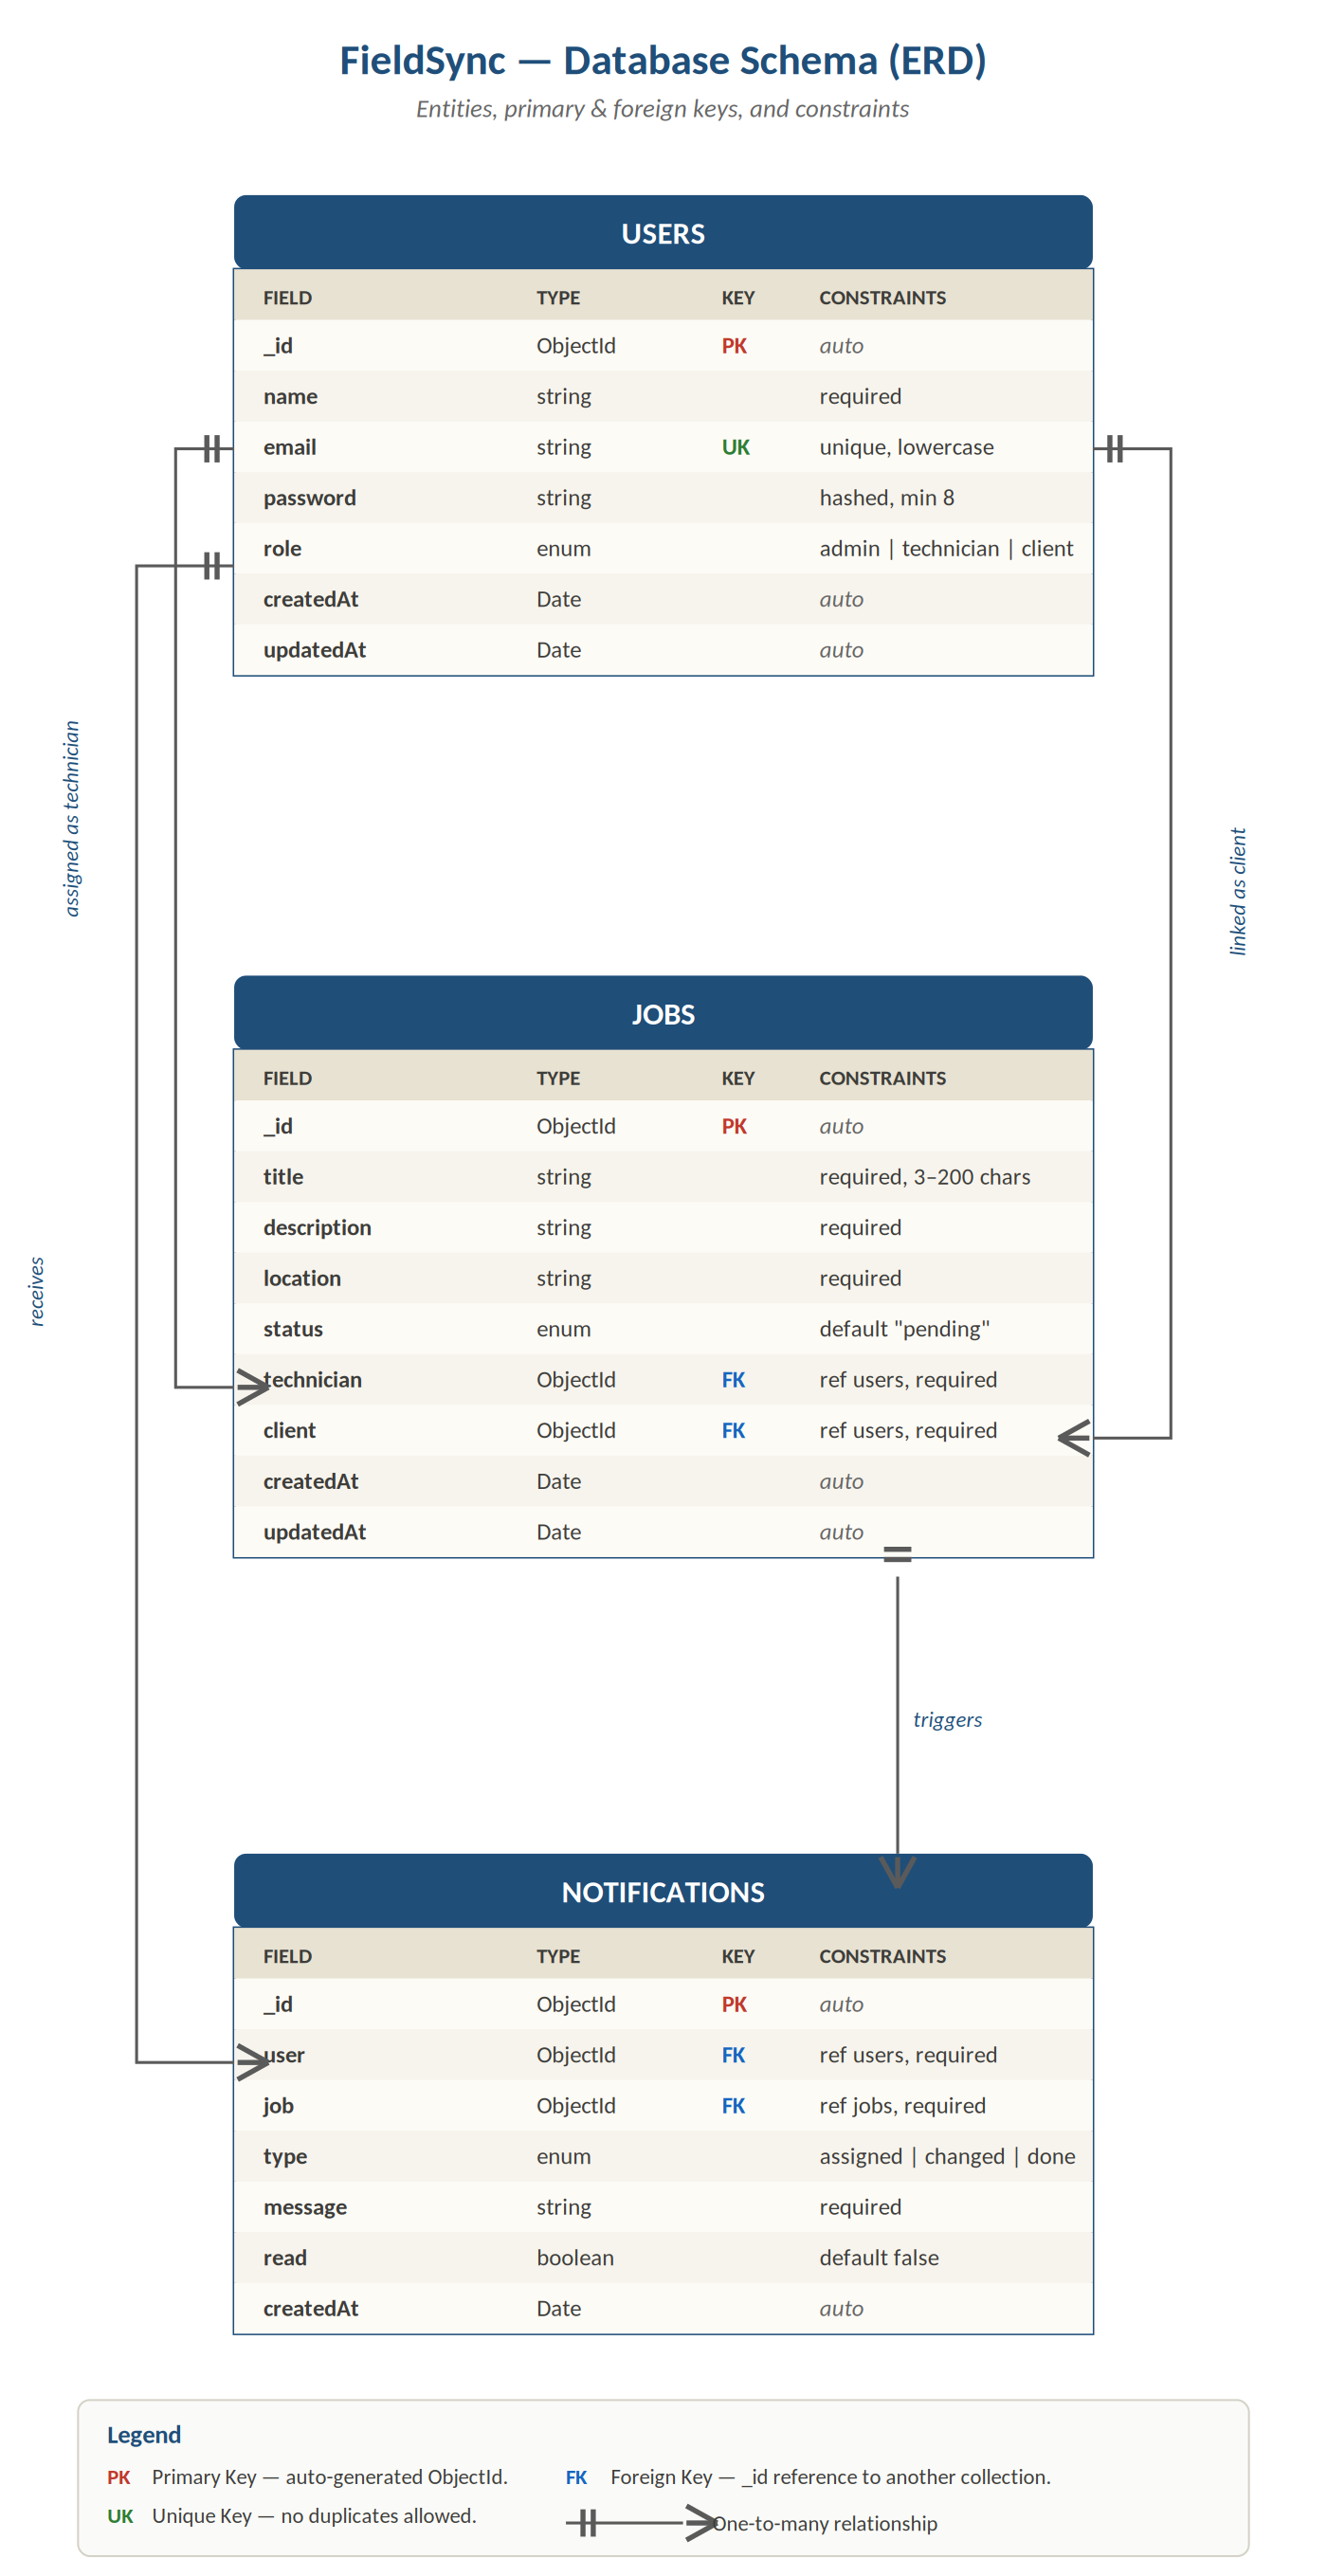 FieldSync — Database Schema (ERD)
Entities, primary & foreign keys, and constraints
USERS
FIELD TYPE KEY CONSTRAINTS
_id ObjectId PK auto
name string required
email string UK unique, lowercase
password string hashed, min 8
role enum admin | technician | client
createdAt Date auto
updatedAt Date auto
assigned as technician
linked as client
JOBS
FIELD TYPE KEY CONSTRAINTS
_id ObjectId PK auto
title string required, 3–200 chars
description string required
location string required
receives
status enum default "pending"
technician ObjectId FK ref users, required
client ObjectId FK ref users, required
createdAt Date auto
updatedAt Date auto
triggers
NOTIFICATIONS
FIELD TYPE KEY CONSTRAINTS
_id ObjectId PK auto
user ObjectId FK ref users, required
job ObjectId FK ref jobs, required
type enum assigned | changed | done
message string required
read boolean default false
createdAt Date auto
Legend
PK Primary Key — auto-generated ObjectId. FK Foreign Key — _id reference to another collection.
UK Unique Key — no duplicates allowed. One-to-many relationship